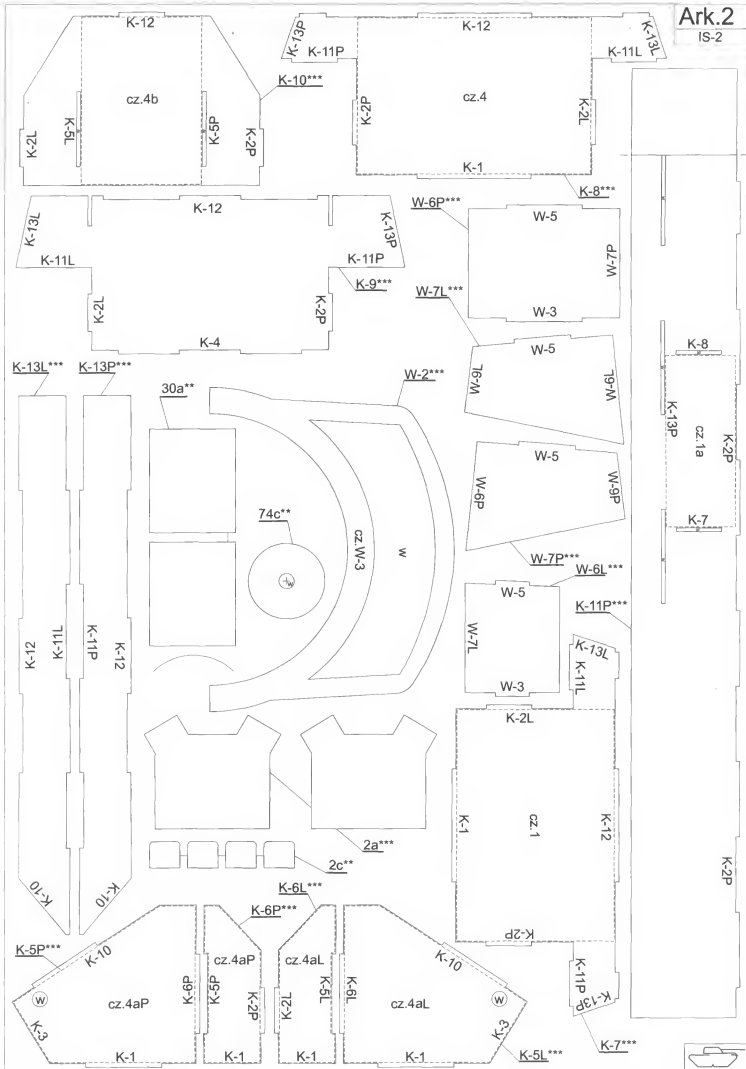 Ark.2
IS-2
K-12
K-10***
cz.4b
K-5L
K-5P
K-2L
K-2P
K-13P
K-12
K-13L
K-11P
K-11L
cz.4
K-2P
K-2L
K-1
K-8***
K-12
K-13L
K-13P
K-11L
K-11P
K-9***
K-2L
K-2P
K-4
W-6P***
W-5
W-7P
W-3
W-7L***
W-5
W-9L
W-6L
K-8
K-13P
cz.1a
K-2P
K-7
K-13L***
K-13P***
30a**
W-2***
W-5
W-6P
W-9P
W-7P***
74c**
W
cz.W-3
W
W-6L***
W-5
W-7L
W-3
K-11P***
K-12
K-11L
K-11P
K-12
K-10
K-10
K-13L
K-11L
K-2L
K-1
cz.1
K-12
K-2P
K-11P
K-13P
K-7***
K-2P
2a***
2c**
K-6L***
K-6P***
K-5P***
K-10
cz.4aP
K-6P
W
K-3
K-1
cz.4aP
K-5P
K-2P
K-1
cz.4aL
K-2L
K-5L
K-1
K-10
cz.4aL
K-6L
W
K-3
K-1
K-5L***